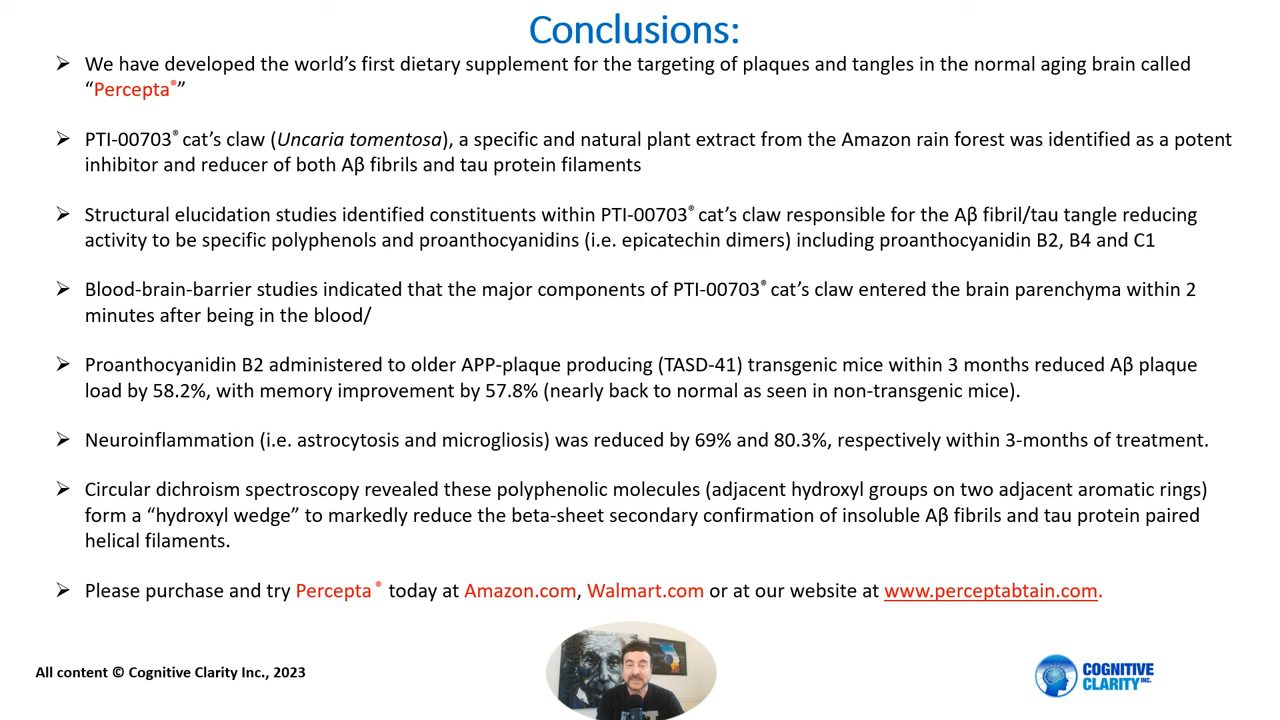 Conclusions:
➢ We have developed the world’s first dietary supplement for the targeting of plaques and tangles in the normal aging brain called
“Percepta®”
➢ PTI-00703® cat’s claw (Uncaria tomentosa), a specific and natural plant extract from the Amazon rain forest was identified as a potent
inhibitor and reducer of both Aβ fibrils and tau protein filaments
➢ Structural elucidation studies identified constituents within PTI-00703® cat’s claw responsible for the Aβ fibril/tau tangle reducing
activity to be specific polyphenols and proanthocyanidins (i.e. epicatechin dimers) including proanthocyanidin B2, B4 and C1
➢ Blood-brain-barrier studies indicated that the major components of PTI-00703® cat’s claw entered the brain parenchyma within 2
minutes after being in the blood/
➢ Proanthocyanidin B2 administered to older APP-plaque producing (TASD-41) transgenic mice within 3 months reduced Aβ plaque
load by 58.2%, with memory improvement by 57.8% (nearly back to normal as seen in non-transgenic mice).
➢ Neuroinflammation (i.e. astrocytosis and microgliosis) was reduced by 69% and 80.3%, respectively within 3-months of treatment.
➢ Circular dichroism spectroscopy revealed these polyphenolic molecules (adjacent hydroxyl groups on two adjacent aromatic rings)
form a “hydroxyl wedge” to markedly reduce the beta-sheet secondary confirmation of insoluble Aβ fibrils and tau protein paired
helical filaments.
➢ Please purchase and try Percepta® today at Amazon.com, Walmart.com or at our website at www.perceptabtain.com.
All content © Cognitive Clarity Inc., 2023
COGNITIVE
CLARITY INC.